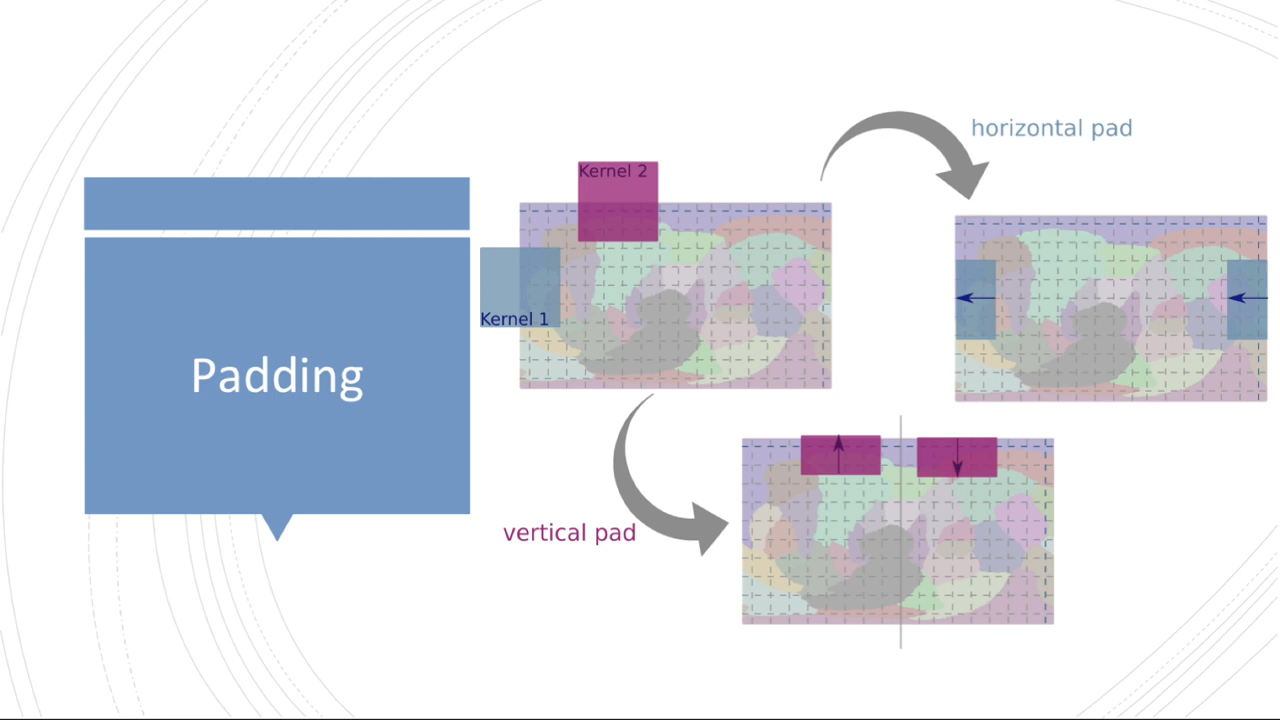 Padding
Kernel 2
Kernel 1
horizontal pad
vertical pad